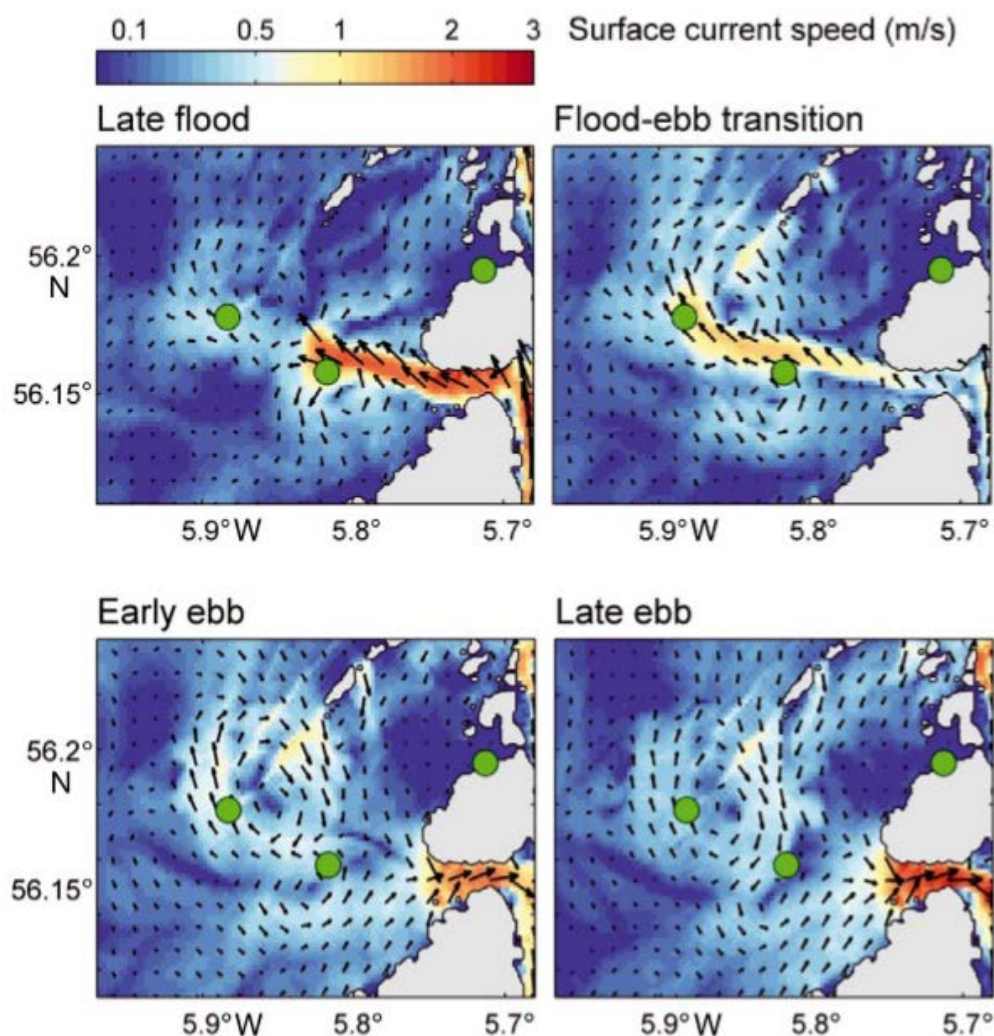 0.1 0.5 1 2 3 Surface current speed (m/s)
Late flood Flood-ebb transition
56.2°
N
56.15°
5.9°W 5.8° 5.7° 5.9°W 5.8° 5.7°
Early ebb Late ebb
56.2°
N
56.15°
5.9°W 5.8° 5.7° 5.9°W 5.8° 5.7°